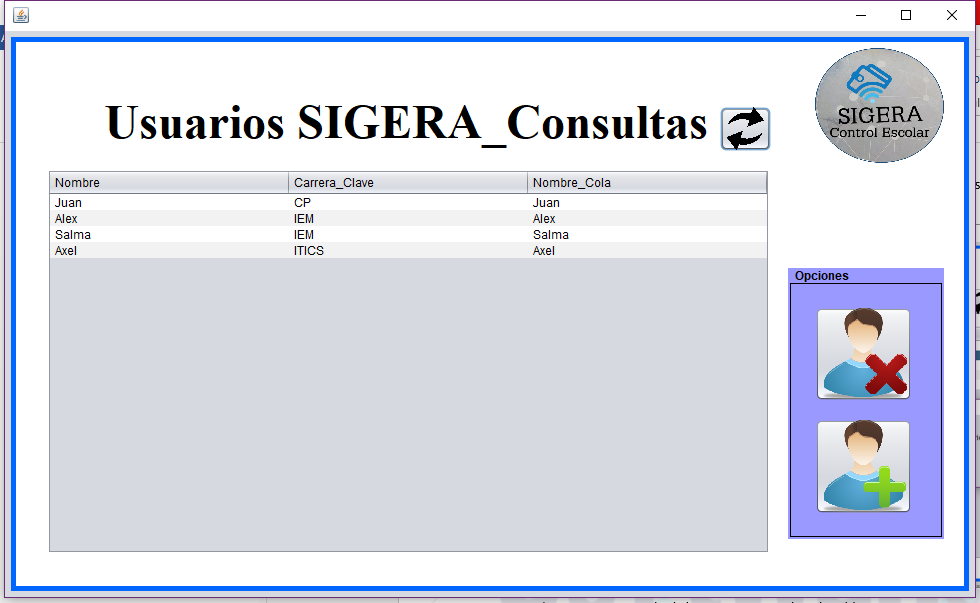 Usuarios SIGERA_Consultas
SIGERA
Control Escolar
Nombre Carrera_Clave Nombre_Cola
Juan CP Juan
Alex IEM Alex
Salma IEM Salma
Axel ITICS Axel
Opciones